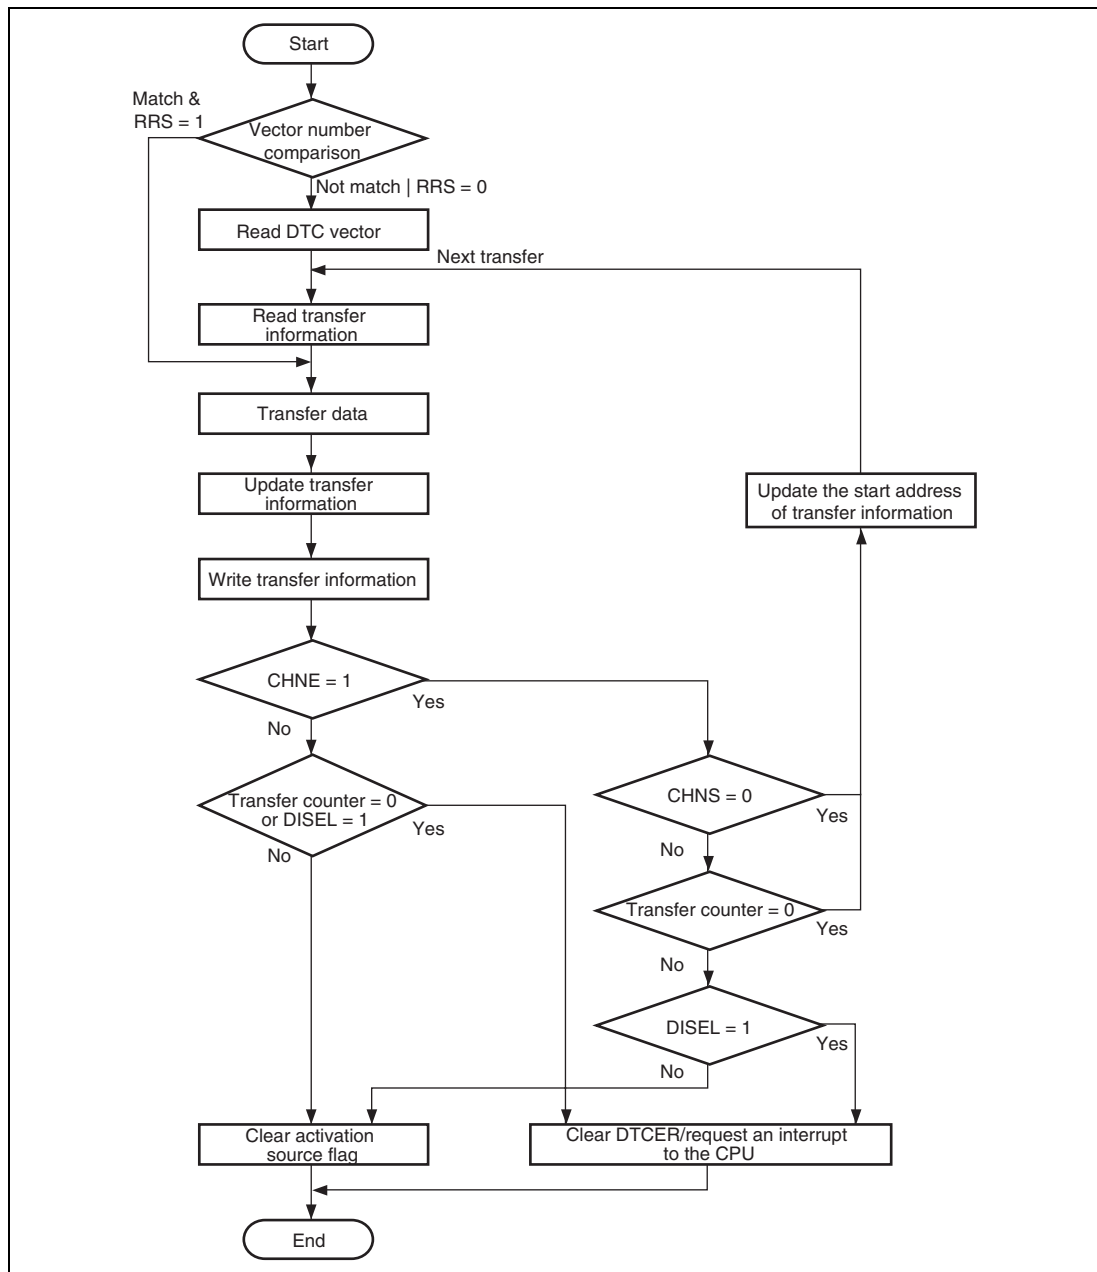 Start
Match &
RRS = 1
Vector number
comparison
Not match | RRS = 0
Read DTC vector
Next transfer
Read transfer
information
Transfer data
Update transfer
information
Update the start address
of transfer information
Write transfer information
CHNE = 1
Yes
No
CHNS = 0
Yes
No
Transfer counter = 0
or DISEL = 1
Yes
No
Transfer counter = 0
Yes
No
DISEL = 1
Yes
No
Clear activation
source flag
Clear DTCER/request an interrupt
to the CPU
End